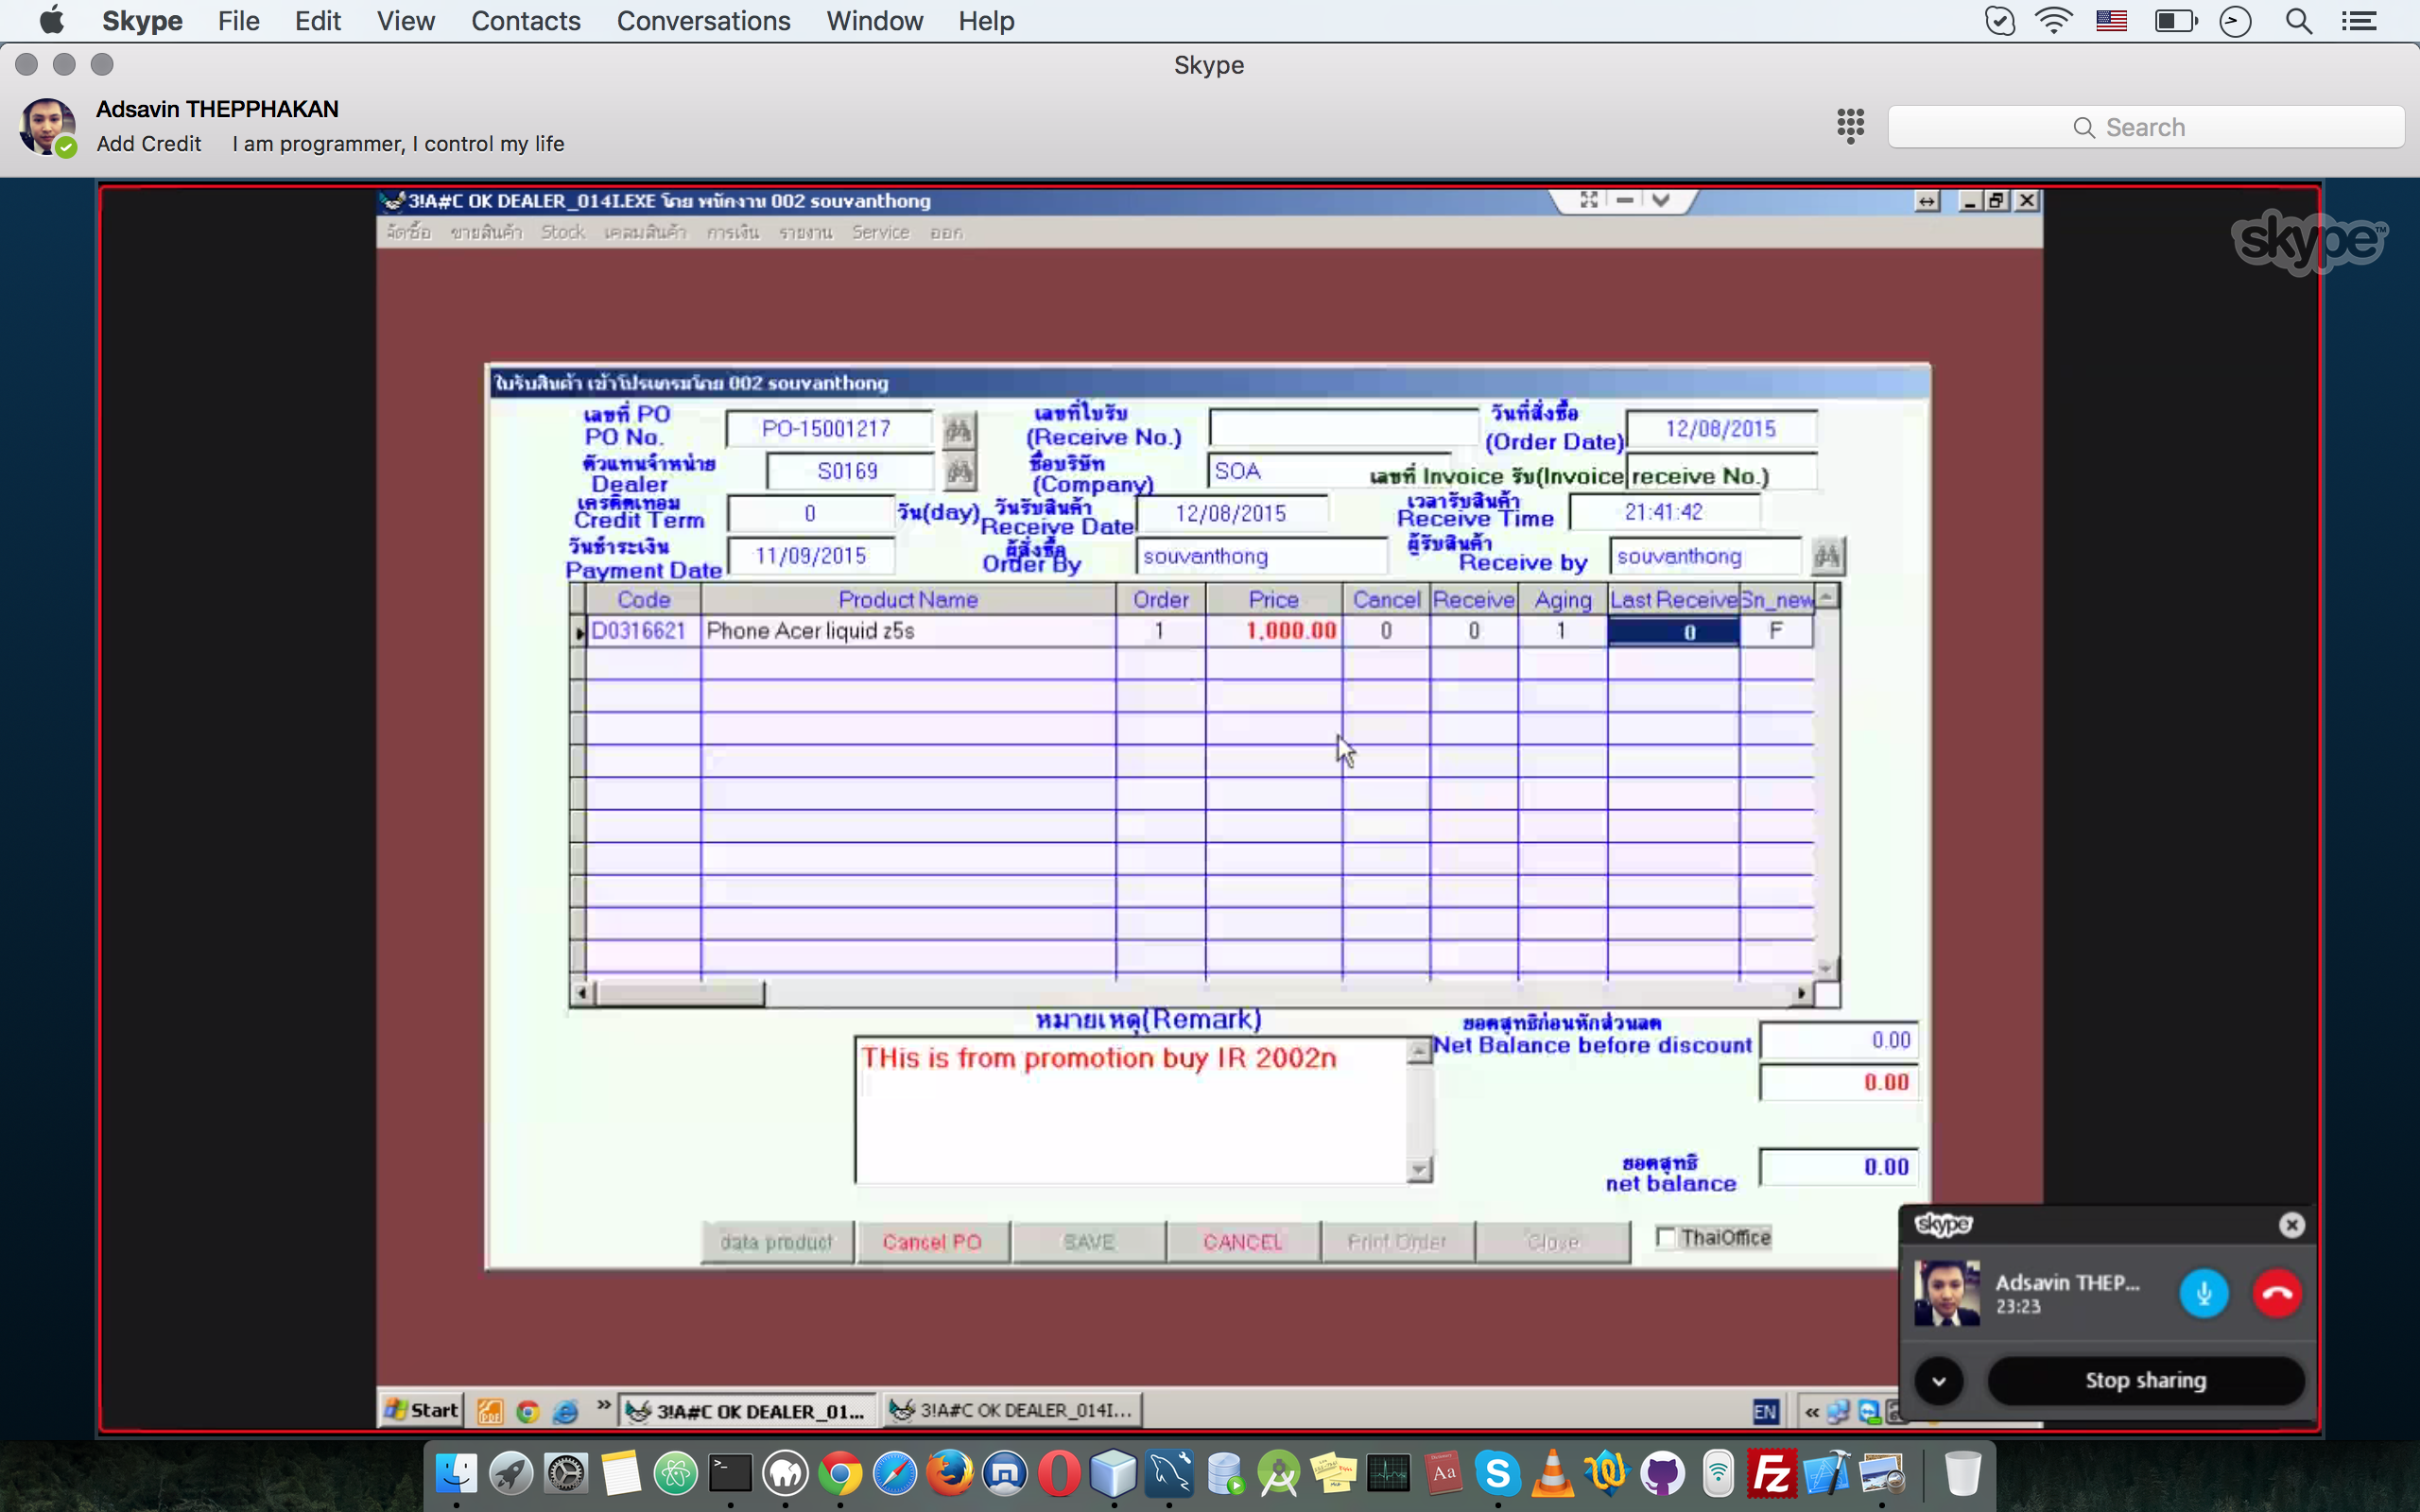 Skype File Edit View Contacts Conversations Window Help
Skype
Adsavin THEPPHAKAN
Add Credit I am programmer, I control my life
Search
3!A#C OK DEALER_014I.EXE โดย พนักงาน 002 souvanthong
skype™
จัดซื้อ ขายสินค้า Stock เคลมสินค้า การเงิน รายงาน Service ออก
ใบรับสินค้า เข้าโปรแกรมโดย 002 souvanthong
เลขที่ PO
PO No. PO-15001217
เลขที่ใบรับ
(Receive No.)
วันที่สั่งซื้อ
(Order Date) 12/08/2015
ตัวแทนจำหน่าย
Dealer S0169
ชื่อบริษัท
(Company) SOA
เลขที่ Invoice รับ(Invoice receive No.)
เครดิตเทอม
Credit Term 0 วัน(day)
วันรับสินค้า
Receive Date 12/08/2015
เวลารับสินค้า
Receive Time 21:41:42
วันชำระเงิน
Payment Date 11/09/2015
ผู้สั่งซื้อ
Order By souvanthong
ผู้รับสินค้า
Receive by souvanthong
Code Product Name Order Price Cancel Receive Aging Last Receive Sn_new
D0316621 Phone Acer liquid z5s 1 1,000.00 0 0 1 0 F
หมายเหตุ(Remark)
THis is from promotion buy IR 2002n
ยอดสุทธิก่อนหักส่วนลด
Net Balance before discount 0.00
0.00
ยอดสุทธิ
net balance 0.00
data product Cancel PO SAVE CANCEL Print Order Close ThaiOffice
skype
Adsavin THEP...
23:23
Stop sharing
Start 3!A#C OK DEALER_01... 3!A#C OK DEALER_014I... EN